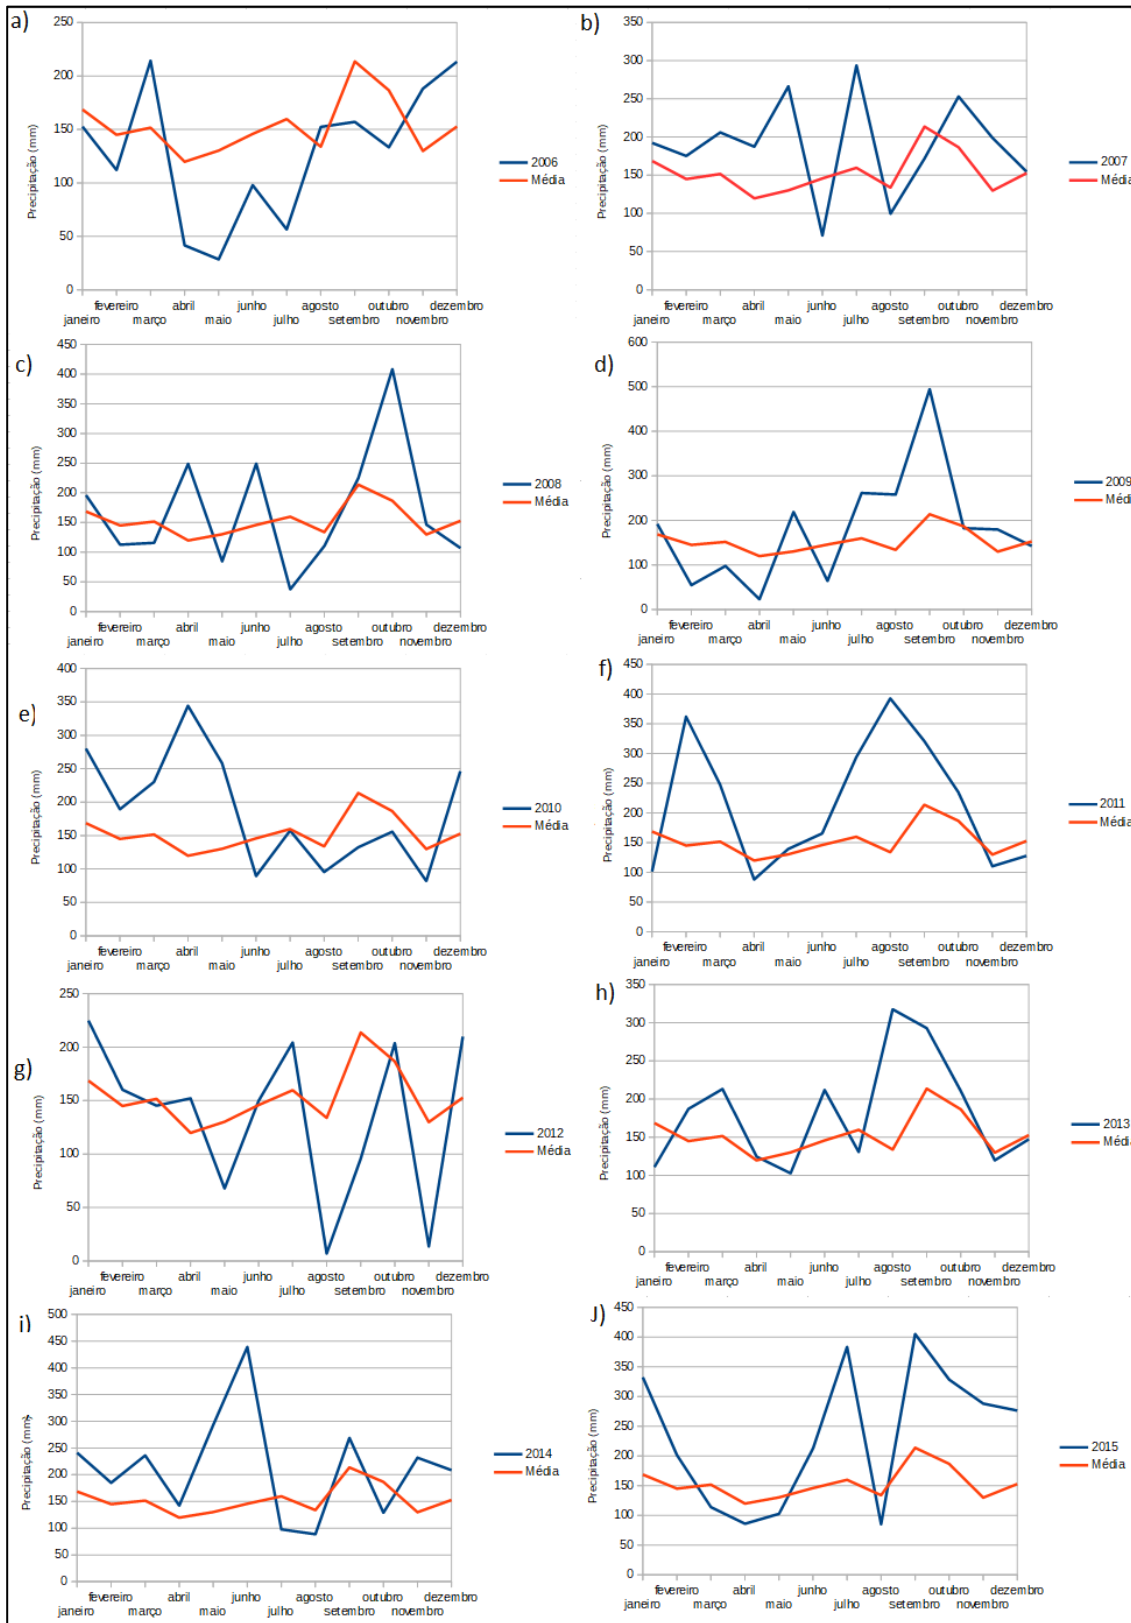 a)
Precipitação (mm)
250
200
150
100
50
0
fevereiro abril junho agosto outubro dezembro
janeiro março maio julho setembro novembro
2006
Média
b)
Precipitação (mm)
350
300
250
200
150
100
50
0
fevereiro abril junho agosto outubro dezembro
janeiro março maio julho setembro novembro
2007
Média
c)
Precipitação (mm)
450
400
350
300
250
200
150
100
50
0
fevereiro abril junho agosto outubro dezembro
janeiro março maio julho setembro novembro
2008
Média
d)
Precipitação (mm)
600
500
400
300
200
100
0
fevereiro abril junho agosto outubro dezembro
janeiro março maio julho setembro novembro
2009
Média
e)
Precipitação (mm)
400
350
300
250
200
150
100
50
0
fevereiro abril junho agosto outubro dezembro
janeiro março maio julho setembro novembro
2010
Média
f)
Precipitação (mm)
450
400
350
300
250
200
150
100
50
0
fevereiro abril junho agosto outubro dezembro
janeiro março maio julho setembro novembro
2011
Média
g)
Precipitação (mm)
250
200
150
100
50
0
fevereiro abril junho agosto outubro dezembro
janeiro março maio julho setembro novembro
2012
Média
h)
Precipitação (mm)
350
300
250
200
150
100
50
0
fevereiro abril junho agosto outubro dezembro
janeiro março maio julho setembro novembro
2013
Média
i)
Precipitação (mm)
500
450
400
350
300
250
200
150
100
50
0
fevereiro abril junho agosto outubro dezembro
janeiro março maio julho setembro novembro
2014
Média
J)
Precipitação (mm)
450
400
350
300
250
200
150
100
50
0
fevereiro abril junho agosto outubro dezembro
janeiro março maio julho setembro novembro
2015
Média